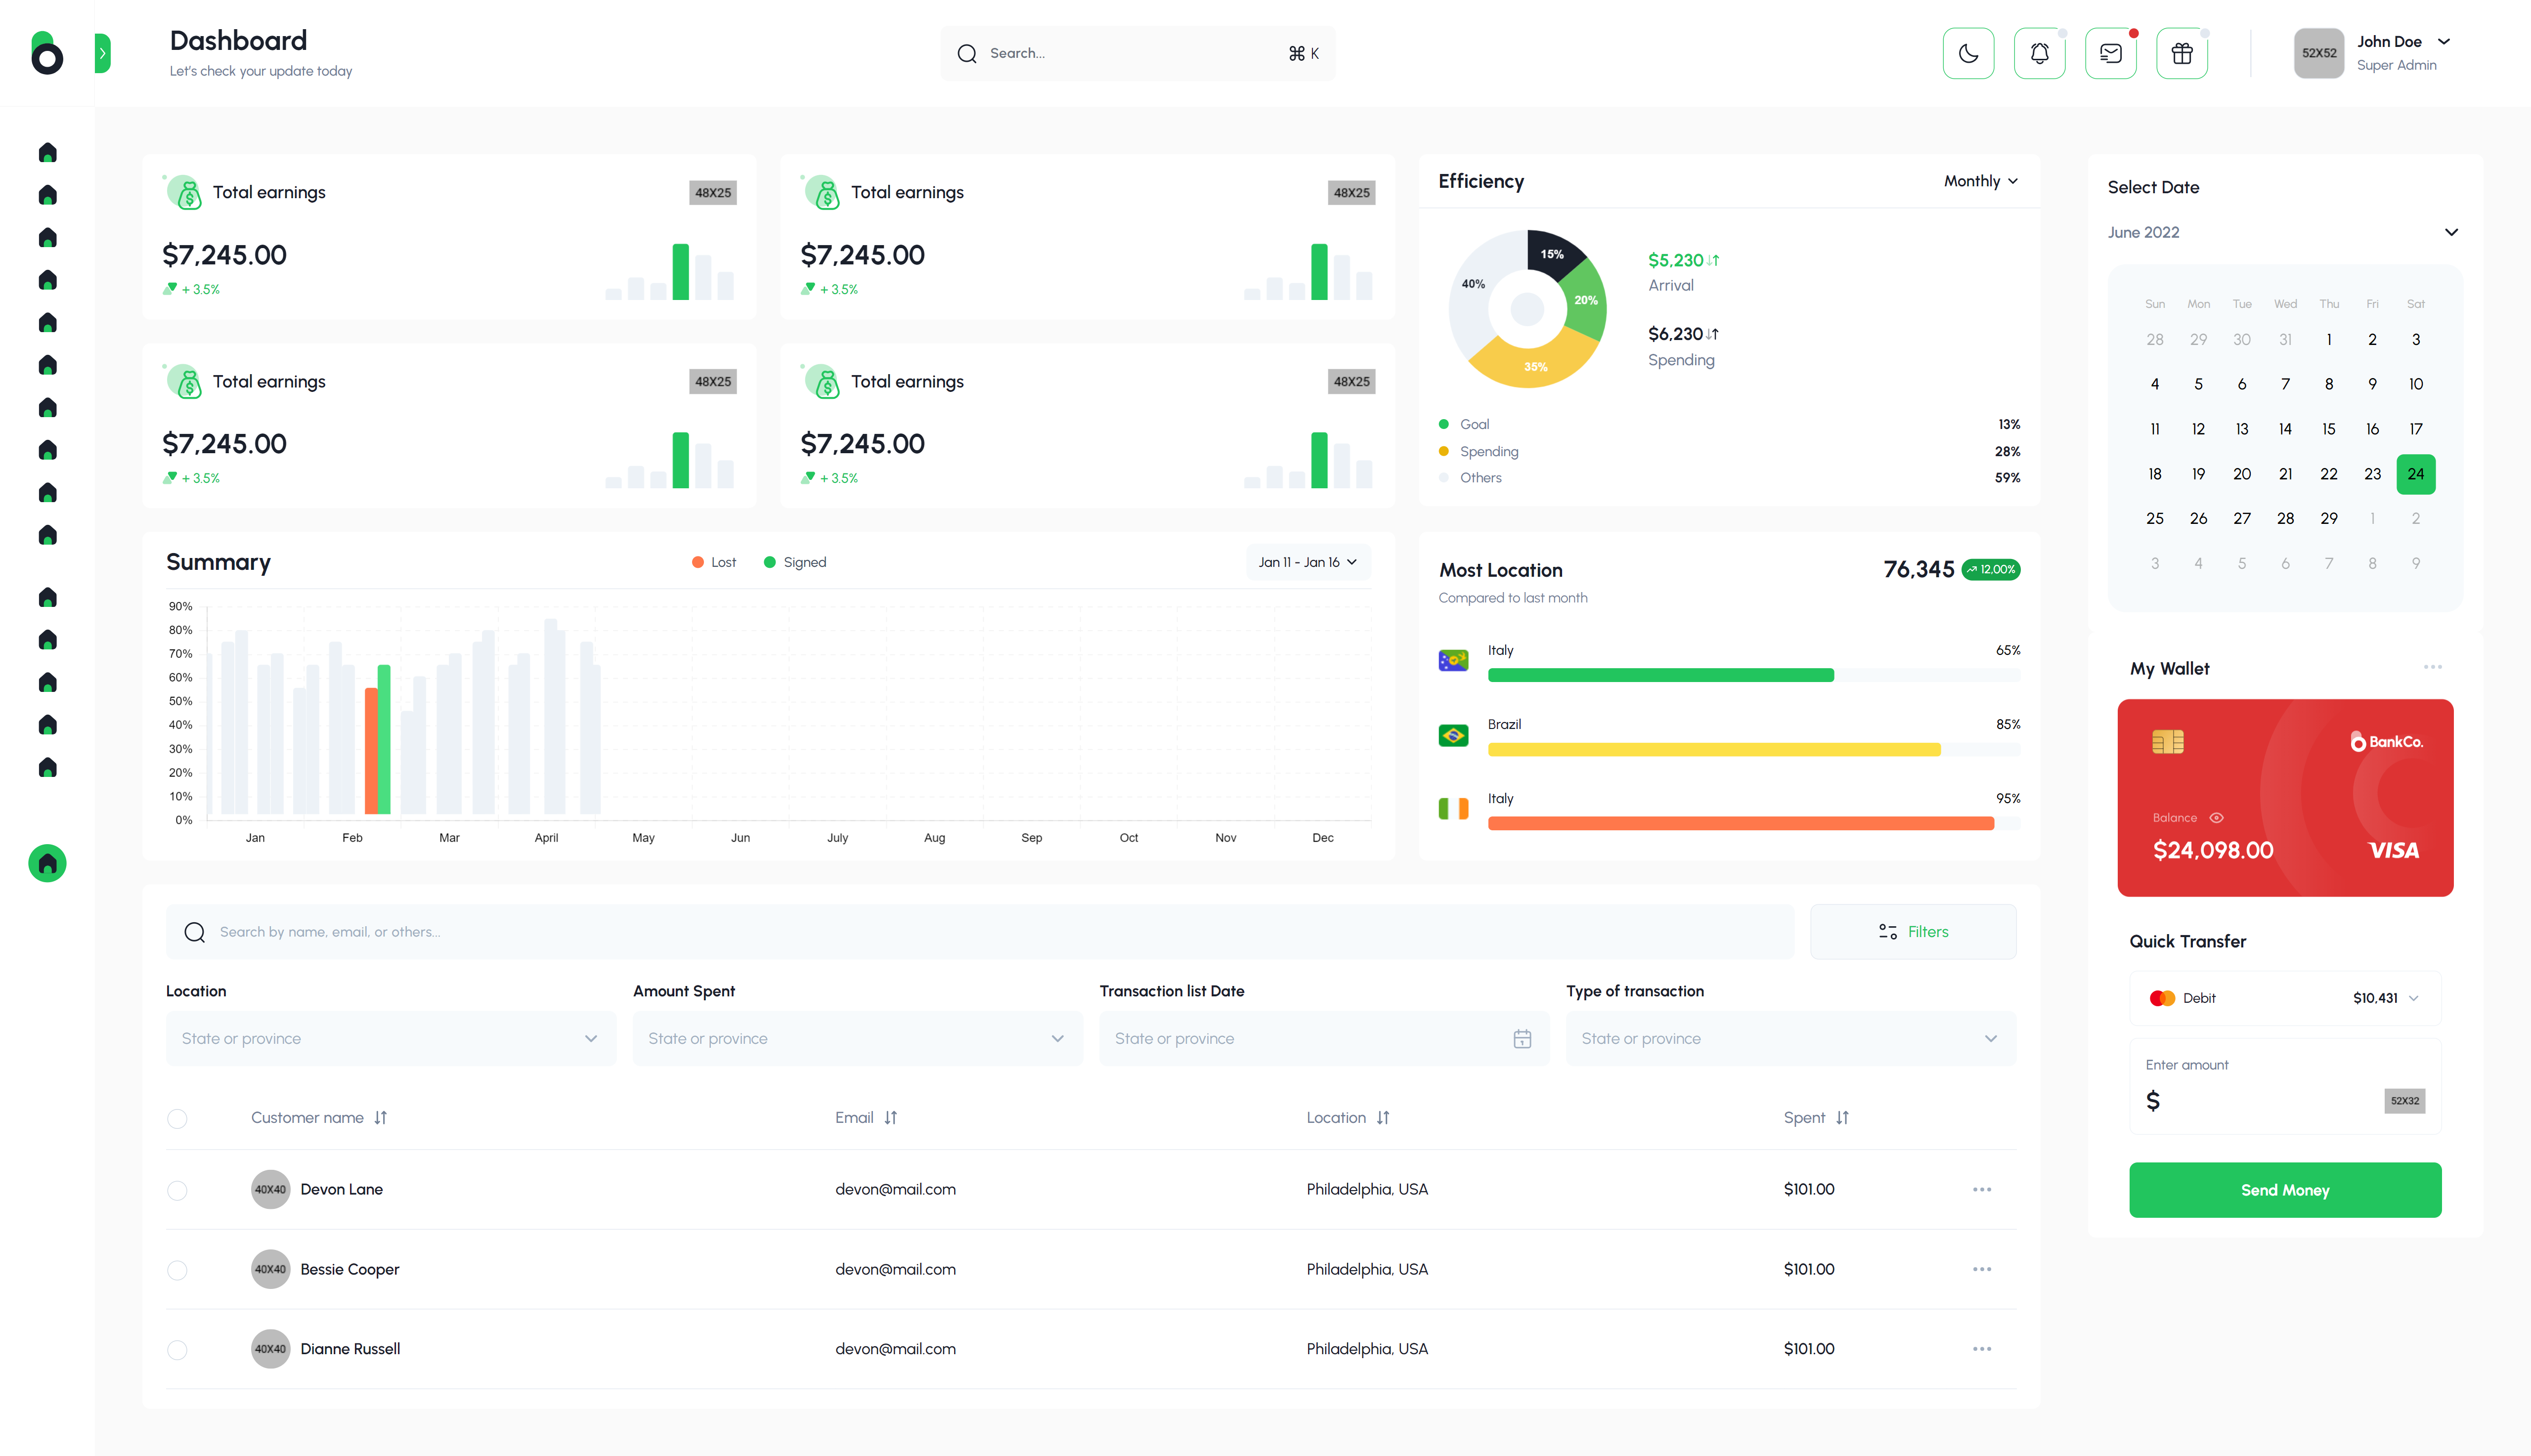 Dashboard
Let's check your update today
Search...
⌘ K
52X52
John Doe
Super Admin
Total earnings
48X25
$7,245.00
+ 3.5%
Total earnings
48X25
$7,245.00
+ 3.5%
Total earnings
48X25
$7,245.00
+ 3.5%
Total earnings
48X25
$7,245.00
+ 3.5%
Efficiency
Monthly
15%
20%
35%
40%
$5,230
Arrival
$6,230
Spending
Goal 13%
Spending 28%
Others 59%
Summary
Lost
Signed
Jan 11 - Jan 16
90%
80%
70%
60%
50%
40%
30%
20%
10%
0%
Jan Feb Mar April May Jun July Aug Sep Oct Nov Dec
Most Location
76,345
12,00%
Compared to last month
Italy 65%
Brazil 85%
Italy 95%
Search by name, email, or others...
Filters
Location
State or province
Amount Spent
State or province
Transaction list Date
State or province
Type of transaction
State or province
Customer name Email Location Spent
40X40 Devon Lane devon@mail.com Philadelphia, USA $101.00
40X40 Bessie Cooper devon@mail.com Philadelphia, USA $101.00
40X40 Dianne Russell devon@mail.com Philadelphia, USA $101.00
Select Date
June 2022
Sun Mon Tue Wed Thu Fri Sat
28 29 30 31 1 2 3
4 5 6 7 8 9 10
11 12 13 14 15 16 17
18 19 20 21 22 23 24
25 26 27 28 29 1 2
3 4 5 6 7 8 9
My Wallet
BankCo.
Balance
$24,098.00
VISA
Quick Transfer
Debit
$10,431
Enter amount
$
52X32
Send Money